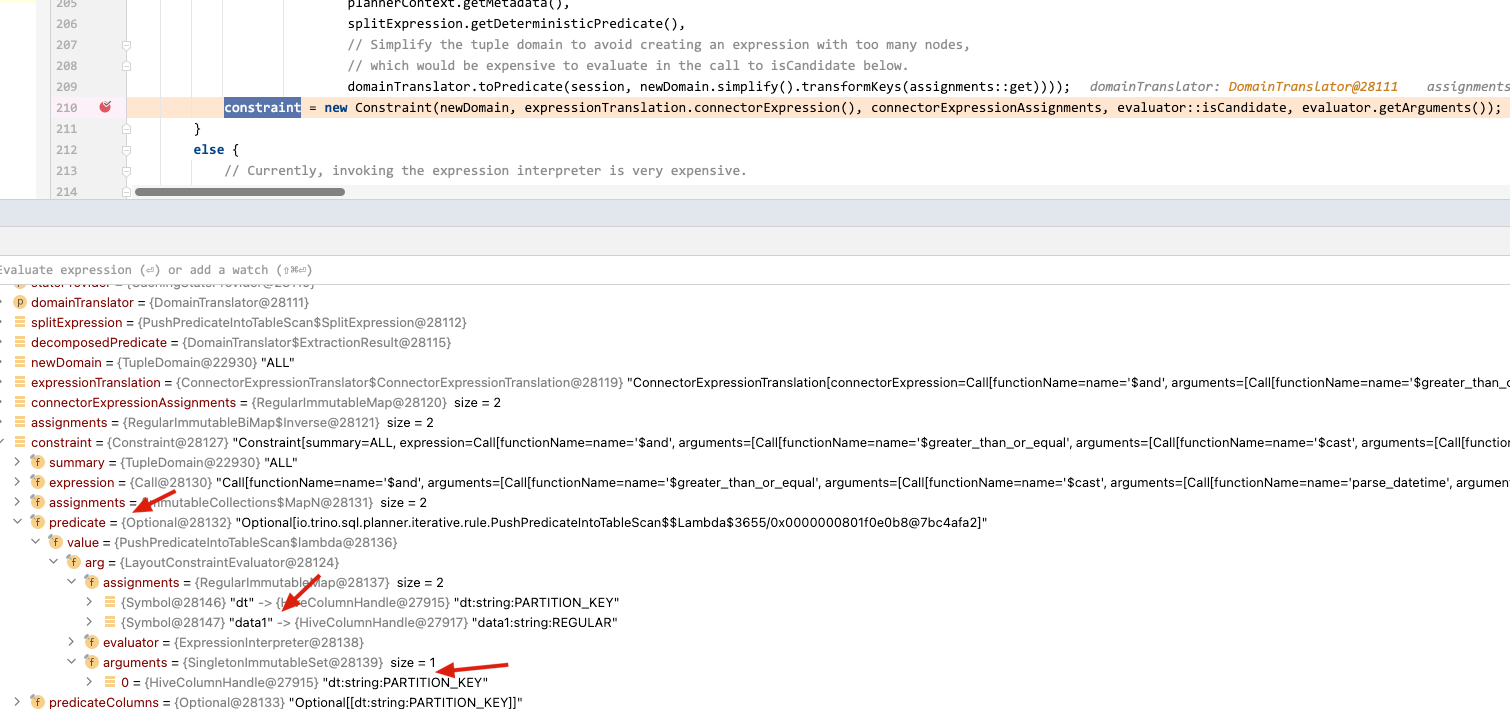 205 plannerContext.getMetadata(),
206 splitExpression.getDeterministicPredicate(),
207 // Simplify the tuple domain to avoid creating an expression with too many nodes,
208 // which would be expensive to evaluate in the call to isCandidate below.
209 domainTranslator.toPredicate(session, newDomain.simplify().transformKeys(assignments::get)))); domainTranslator: DomainTranslator@28111 assignments
210 constraint = new Constraint(newDomain, expressionTranslation.connectorExpression(), connectorExpressionAssignments, evaluator::isCandidate, evaluator.getArguments());
211 }
212 else {
213 // Currently, invoking the expression interpreter is very expensive.
214
Evaluate expression (⏎) or add a watch (⇧⌘⏎)
p domainTranslator = {DomainTranslator@28111}
splitExpression = {PushPredicateIntoTableScan$SplitExpression@28112}
decomposedPredicate = {DomainTranslator$ExtractionResult@28115}
newDomain = {TupleDomain@22930} "ALL"
expressionTranslation = {ConnectorExpressionTranslator$ConnectorExpressionTranslation@28119} "ConnectorExpressionTranslation[connectorExpression=Call[functionName=name='$and', arguments=[Call[functionName=name='$greater_than_o
connectorExpressionAssignments = {RegularImmutableMap@28120} size = 2
assignments = {RegularImmutableBiMap$Inverse@28121} size = 2
constraint = {Constraint@28127} "Constraint[summary=ALL, expression=Call[functionName=name='$and', arguments=[Call[functionName=name='$greater_than_or_equal', arguments=[Call[functionName=name='$cast', arguments=[Call[function
f summary = {TupleDomain@22930} "ALL"
f expression = {Call@28130} "Call[functionName=name='$and', arguments=[Call[functionName=name='$greater_than_or_equal', arguments=[Call[functionName=name='$cast', arguments=[Call[functionName=name='parse_datetime', argumen
f assignments = mmutableCollections$MapN@28131} size = 2
f predicate = {Optional@28132} "Optional[io.trino.sql.planner.iterative.rule.PushPredicateIntoTableScan$$Lambda$3655/0x0000000801f0e0b8@7bc4afa2]"
f value = {PushPredicateIntoTableScan$lambda@28136}
f arg = {LayoutConstraintEvaluator@28124}
f assignments = {RegularImmutableMap@28137} size = 2
{Symbol@28146} "dt" -> {HiveColumnHandle@27915} "dt:string:PARTITION_KEY"
{Symbol@28147} "data1" -> {HiveColumnHandle@27917} "data1:string:REGULAR"
f evaluator = {ExpressionInterpreter@28138}
f arguments = {SingletonImmutableSet@28139} size = 1
0 = {HiveColumnHandle@27915} "dt:string:PARTITION_KEY"
f predicateColumns = {Optional@28133} "Optional[[dt:string:PARTITION_KEY]]"